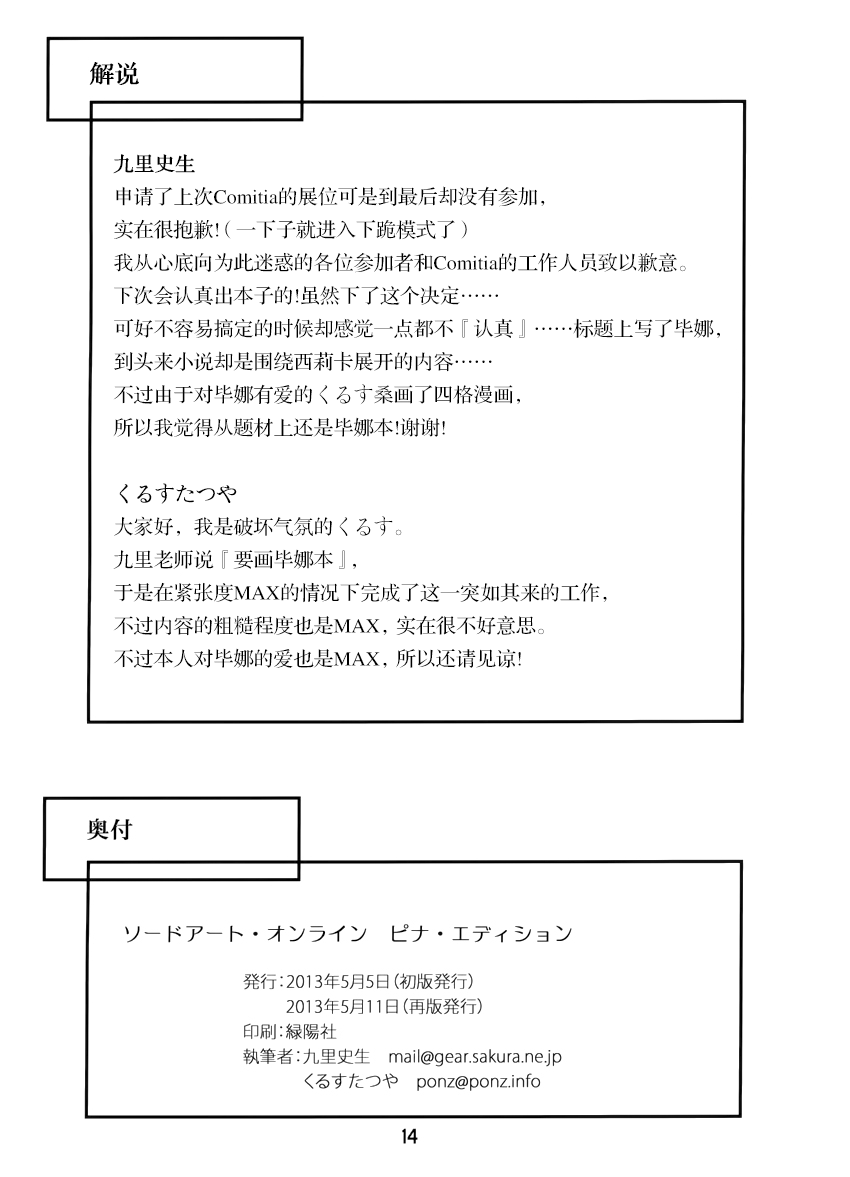 解说
九里史生
申请了上次Comitia的展位可是到最后却没有参加，
实在很抱歉！（一下子就进入下跪模式了）
我从心底向为此迷惑的各位参加者和Comitia的工作人员致以歉意。
下次会认真出本子的！虽然下了这个决定……
可好不容易搞定的时候却感觉一点都不『认真』……标题上写了毕娜，
到头来小说却是围绕西莉卡展开的内容……
不过由于对毕娜有爱的くるす桑画了四格漫画，
所以我觉得从题材上还是毕娜本！谢谢！
くるすたつや
大家好，我是破坏气氛的くるす。
九里老师说『要画毕娜本』，
于是在紧张度MAX的情况下完成了这一突如其来的工作，
不过内容的粗糙程度也是MAX，实在很不好意思。
不过本人对毕娜的爱也是MAX，所以还请见谅！
奥付
ソードアート・オンライン　ピナ・エディション
発行：2013年5月5日（初版発行）
2013年5月11日（再版発行）
印刷：緑陽社
執筆者：九里史生　mail@gear.sakura.ne.jp
くるすたつや　ponz@ponz.info
14